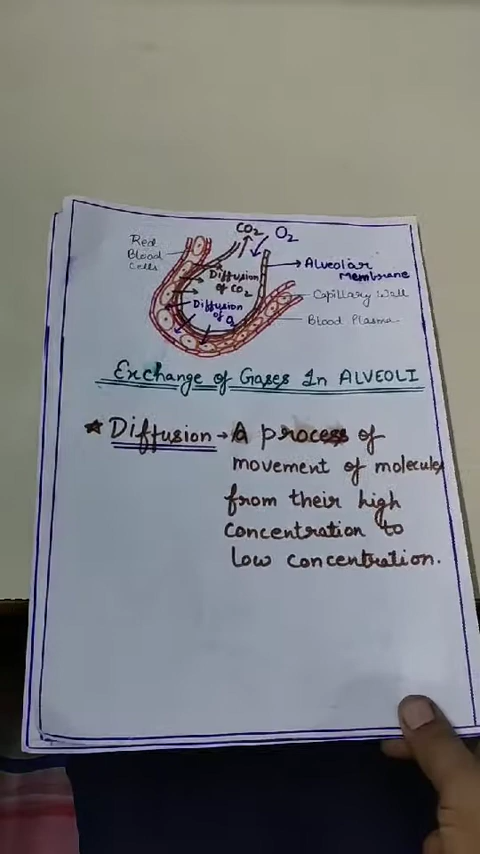 CO2
O2
Red
Blood
Cells
Alveolar
Membrane
Diffusion
of CO2
Capillary Wall
Diffusion
of O2
Blood Plasma
Exchange of Gases In ALVEOLI
★ Diffusion → A process of
movement of molecules
from their high
concentration to
low concentration.